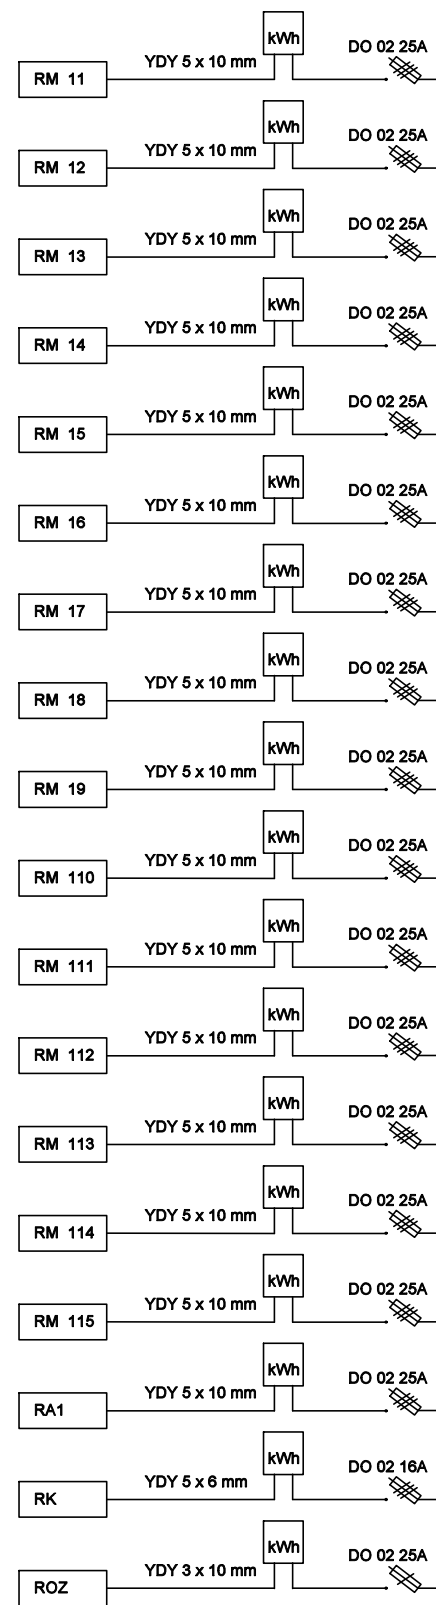 kWh
YDY 5 x 10 mm
DO 02 25A
RM 11
kWh
YDY 5 x 10 mm
DO 02 25A
RM 12
kWh
YDY 5 x 10 mm
DO 02 25A
RM 13
kWh
YDY 5 x 10 mm
DO 02 25A
RM 14
kWh
YDY 5 x 10 mm
DO 02 25A
RM 15
kWh
YDY 5 x 10 mm
DO 02 25A
RM 16
kWh
YDY 5 x 10 mm
DO 02 25A
RM 17
kWh
YDY 5 x 10 mm
DO 02 25A
RM 18
kWh
YDY 5 x 10 mm
DO 02 25A
RM 19
kWh
YDY 5 x 10 mm
DO 02 25A
RM 110
kWh
YDY 5 x 10 mm
DO 02 25A
RM 111
kWh
YDY 5 x 10 mm
DO 02 25A
RM 112
kWh
YDY 5 x 10 mm
DO 02 25A
RM 113
kWh
YDY 5 x 10 mm
DO 02 25A
RM 114
kWh
YDY 5 x 10 mm
DO 02 25A
RM 115
kWh
YDY 5 x 10 mm
DO 02 25A
RA1
kWh
YDY 5 x 6 mm
DO 02 16A
RK
kWh
YDY 3 x 10 mm
DO 02 25A
ROZ